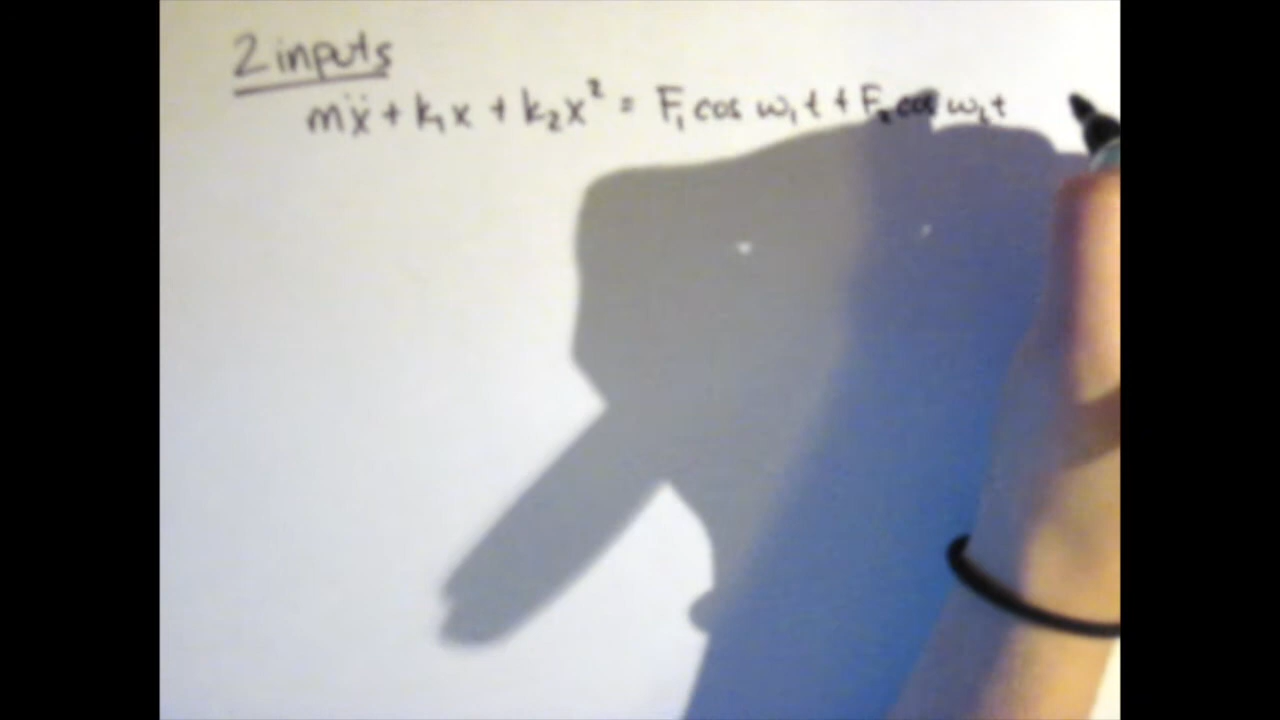 2 inputs
mẍ + k₁x + k₂x² = F₁ cos ω₁t + F₂ cos ω₂t